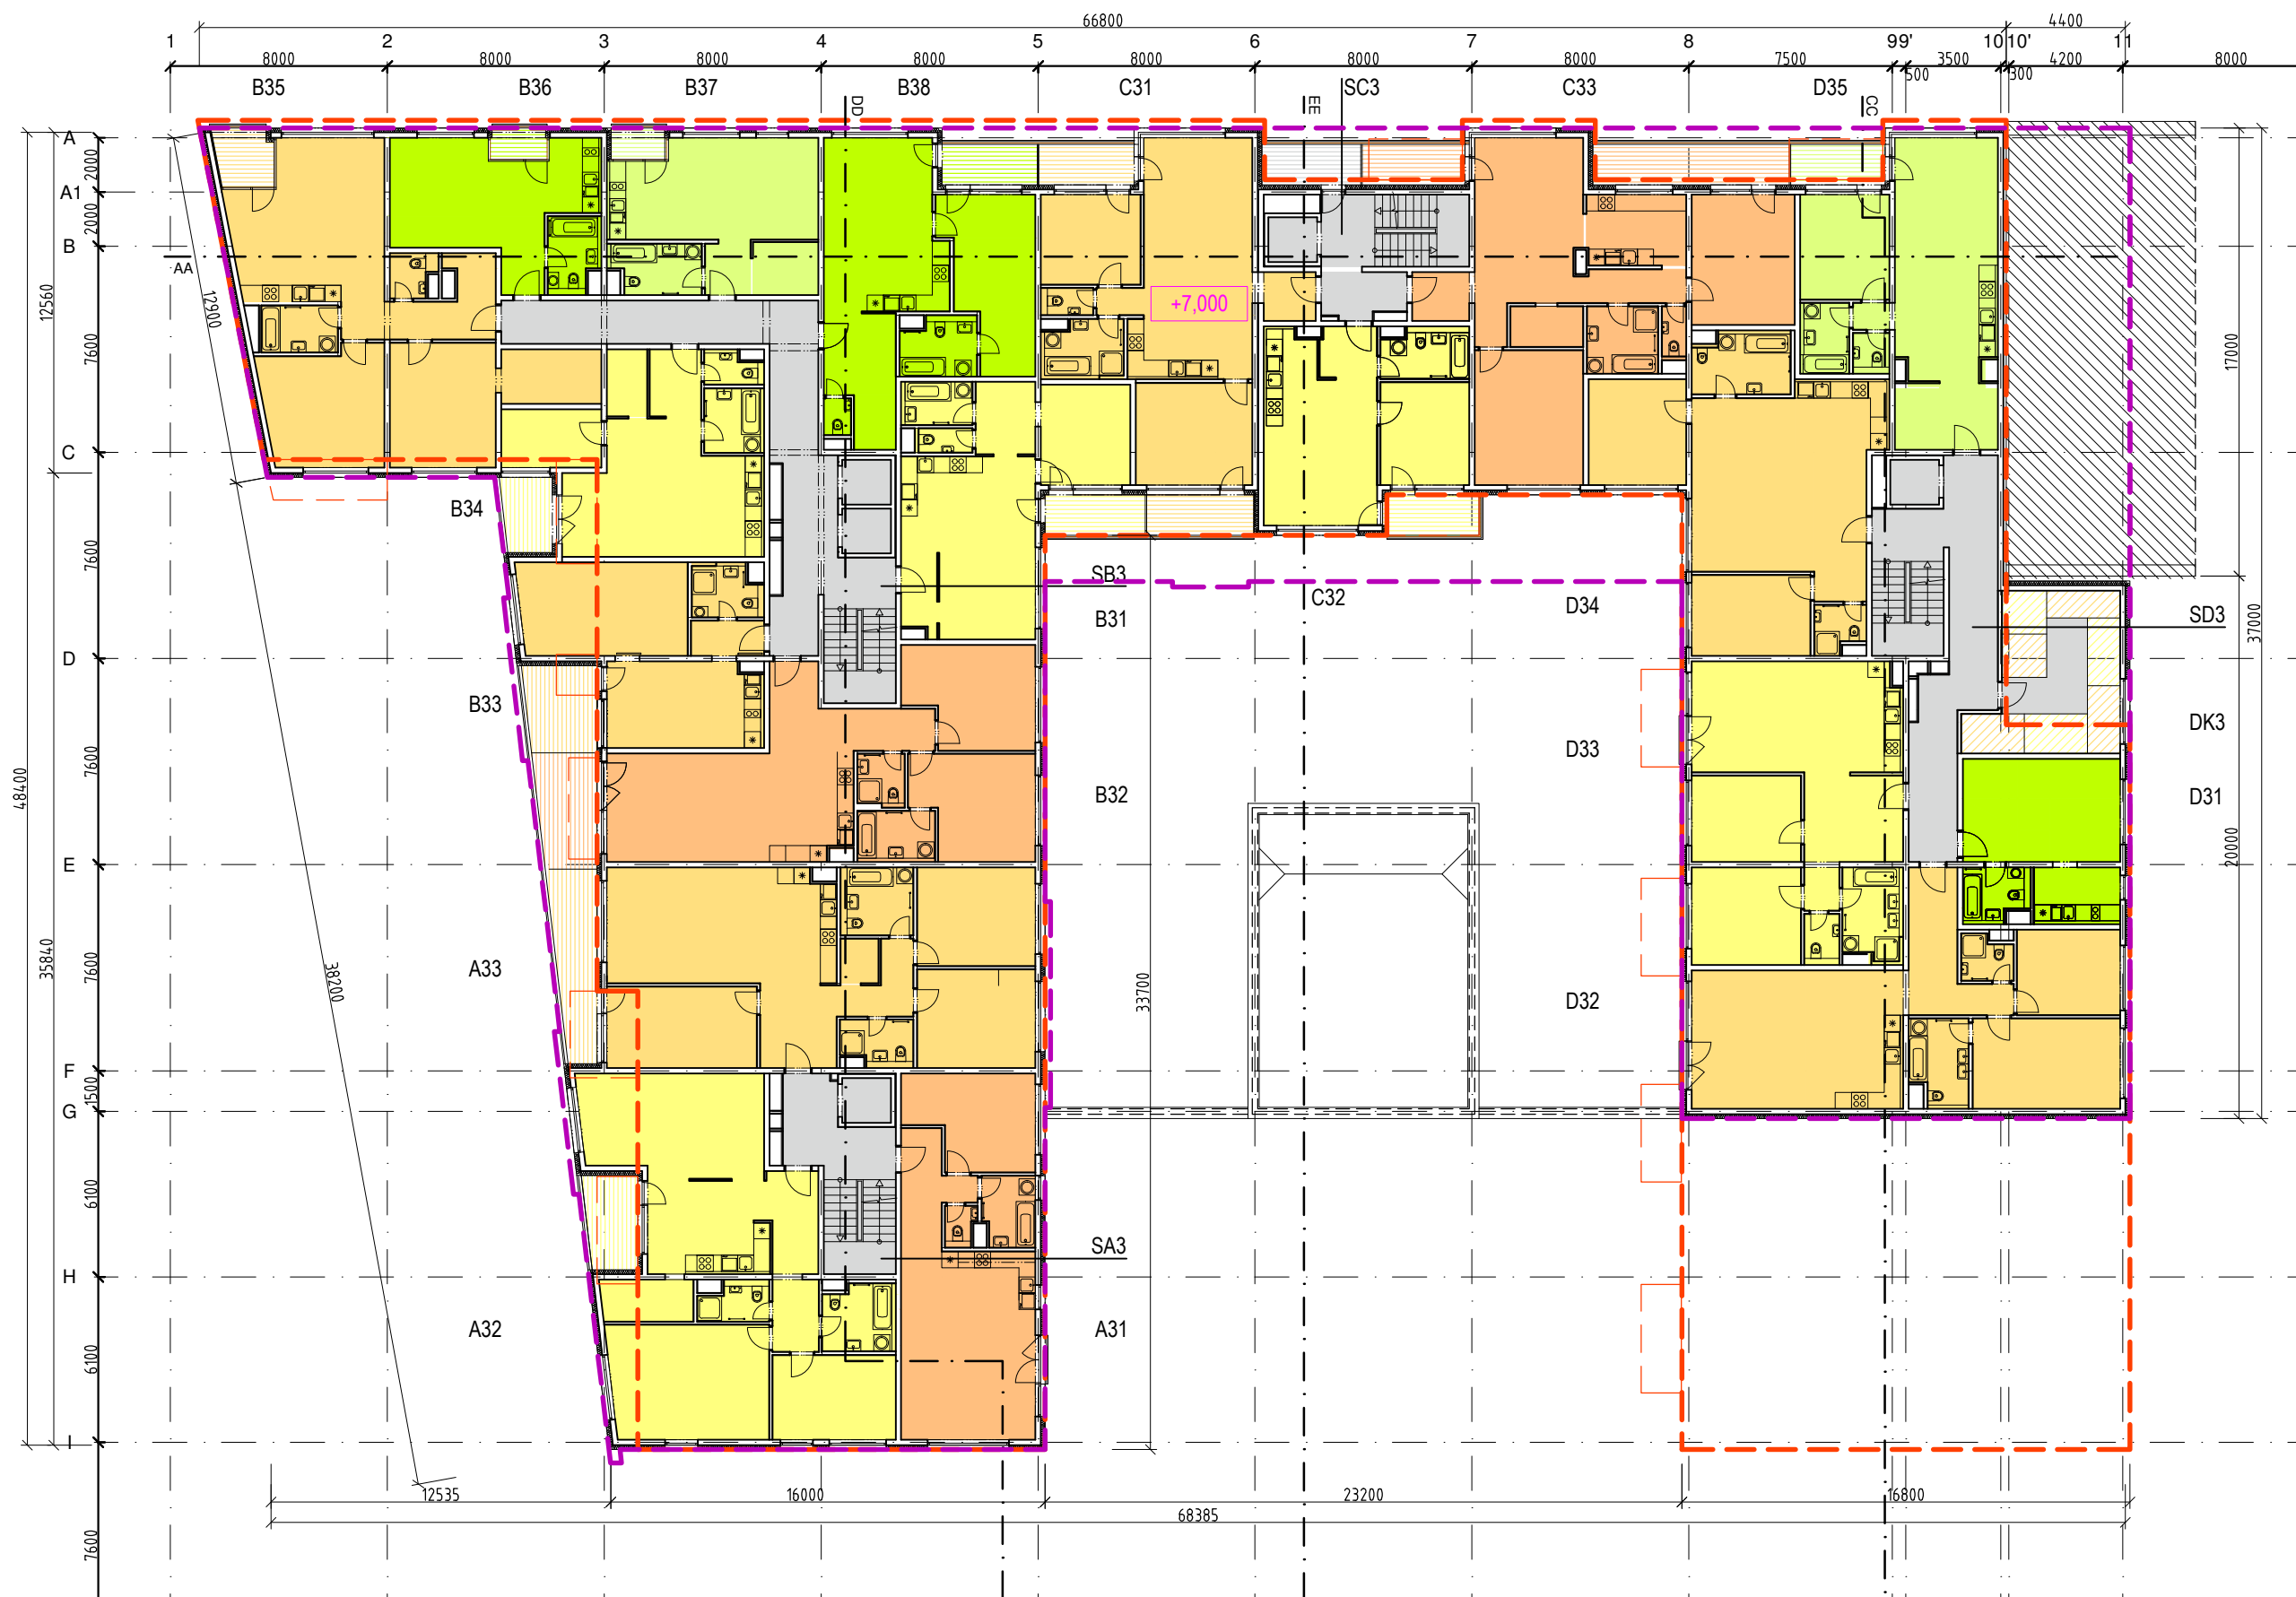 66800 4400
1 2 3 4 5 6 7 8 9 9' 10 10' 11
8000 8000 8000 8000 8000 8000 8000 7500 500 3500 300 4200 8000
B35 B36 B37 B38 C31 SC3 C33 D35
DD EE CC
A
2000
A1
2000
B
AA
12900
12560
7600
+7,000
17000
C
B34
7600
SB3
C32
B31 D34
SD3
37000
D
B33
DK3
D33
7600
B32 D31
48400
20000
E
35840
A33
38200
7600
33700
D32
F
1500
G
6100
SA3
H
A32 A31
6100
I
12535 16000 23200 16800
68385
7600